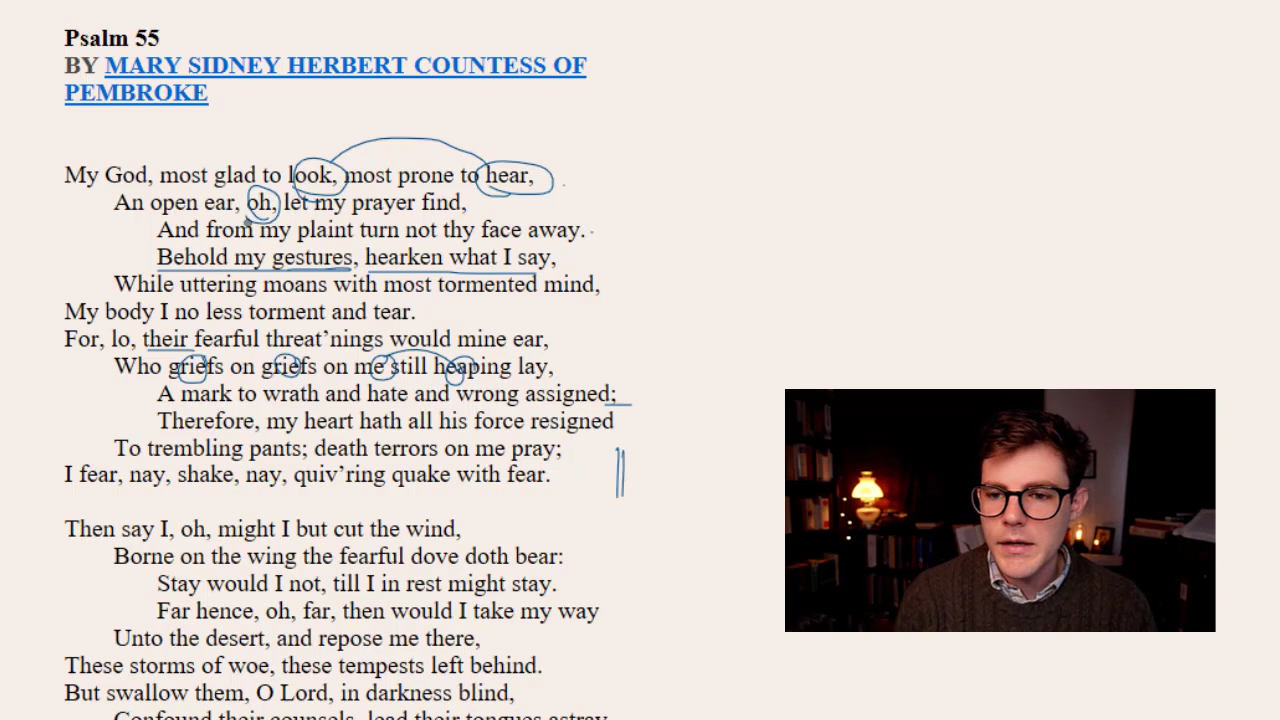 Psalm 55
BY MARY SIDNEY HERBERT COUNTESS OF
PEMBROKE
My God, most glad to look, most prone to hear,
An open ear, oh, let my prayer find,
And from my plaint turn not thy face away.
Behold my gestures, hearken what I say,
While uttering moans with most tormented mind,
My body I no less torment and tear.
For, lo, their fearful threat’nings would mine ear,
Who griefs on griefs on me still heaping lay,
A mark to wrath and hate and wrong assigned;
Therefore, my heart hath all his force resigned
To trembling pants; death terrors on me pray;
I fear, nay, shake, nay, quiv’ring quake with fear.
Then say I, oh, might I but cut the wind,
Borne on the wing the fearful dove doth bear:
Stay would I not, till I in rest might stay.
Far hence, oh, far, then would I take my way
Unto the desert, and repose me there,
These storms of woe, these tempests left behind.
But swallow them, O Lord, in darkness blind,
Confound their counsels, lead their tongues astray,